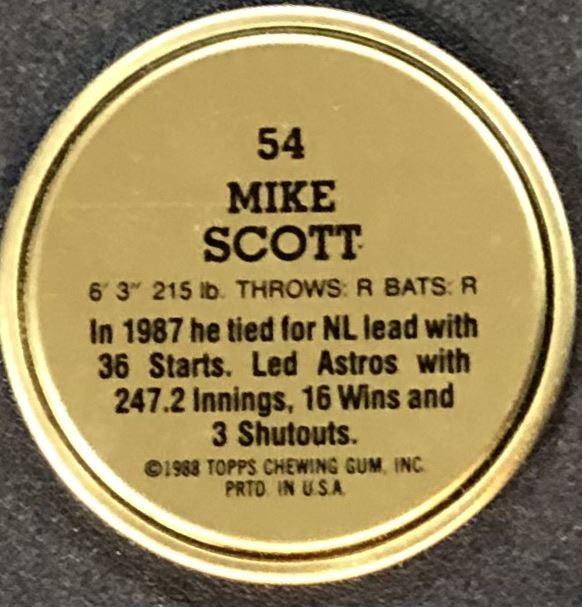 54
MIKE
SCOTT
6' 3" 215 lb. THROWS: R BATS: R
In 1987 he tied for NL lead with
36 Starts. Led Astros with
247.2 Innings, 16 Wins and
3 Shutouts.
©1988 TOPPS CHEWING GUM, INC.
PRTD. IN U.S.A.